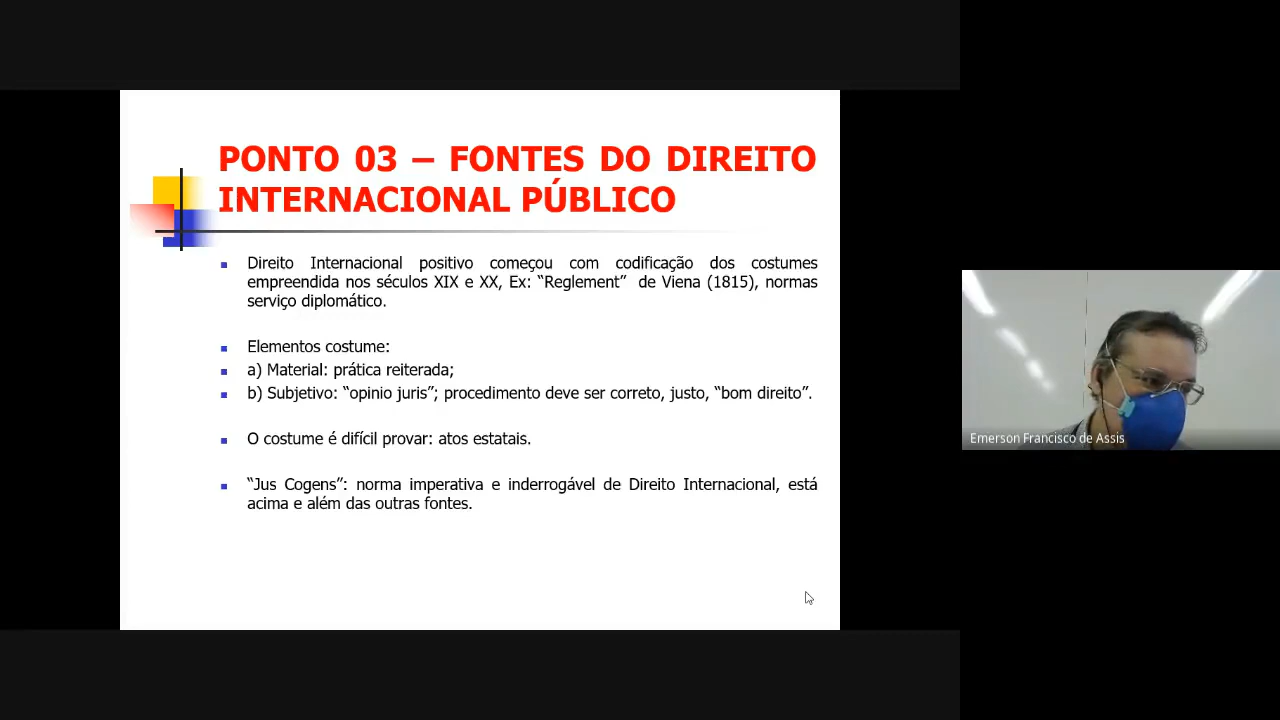 PONTO 03 – FONTES DO DIREITO
INTERNACIONAL PÚBLICO
Direito Internacional positivo começou com codificação dos costumes
empreendida nos séculos XIX e XX, Ex: “Reglement” de Viena (1815), normas
serviço diplomático.
Elementos costume:
a) Material: prática reiterada;
b) Subjetivo: “opinio juris”; procedimento deve ser correto, justo, “bom direito”.
O costume é difícil provar: atos estatais.
“Jus Cogens”: norma imperativa e inderrogável de Direito Internacional, está
acima e além das outras fontes.
Emerson Francisco de Assis